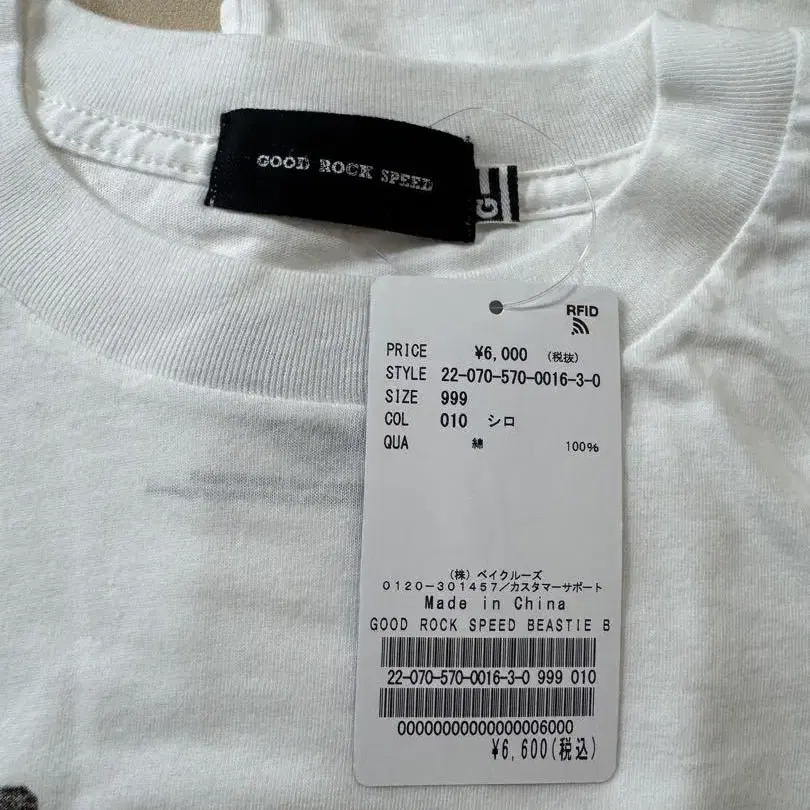 GOOD ROCK SPEED
G
RFID
PRICE ¥6,000 (税抜)
STYLE 22-070-570-0016-3-0
SIZE 999
COL 010 シロ
QUA 綿 100%
(株) ベイクルーズ
0120-301457/カスタマーサポート
Made in China
GOOD ROCK SPEED BEASTIE B
22-070-570-0016-3-0 999 010
00000000000000006000
¥6,600(税込)